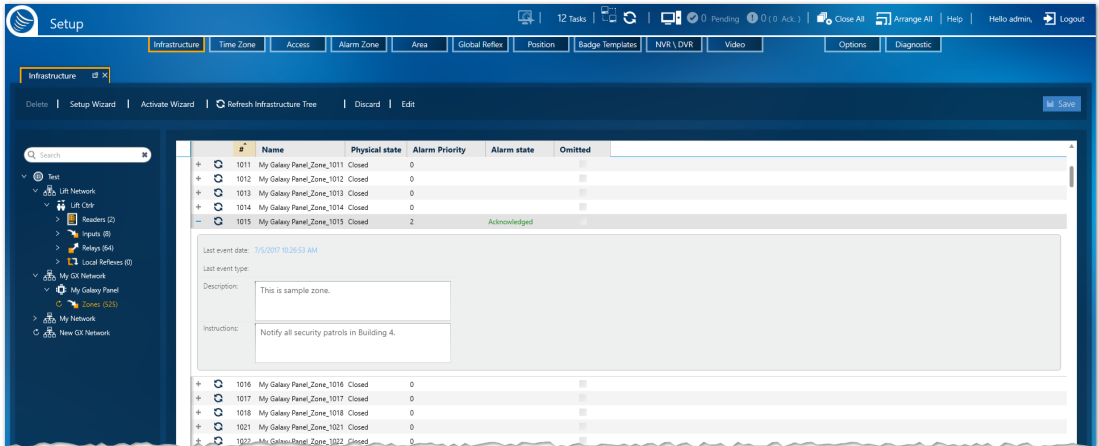 Setup
12 Tasks | 0 Pending 0 ( 0 Ack. ) | Close All Arrange All | Help | Hello admin, Logout
Infrastructure Time Zone Access Alarm Zone Area Global Reflex Position Badge Templates NVR \ DVR Video Options Diagnostic
Infrastructure
Delete | Setup Wizard | Activate Wizard | Refresh Infrastructure Tree | Discard | Edit Save
Search
Test
Lift Network
Lift Ctrlr
Readers (2)
Inputs (8)
Relays (64)
Local Reflexes (0)
My GX Network
My Galaxy Panel
Zones (525)
My Network
New GX Network
# Name Physical state Alarm Priority Alarm state Omitted
1011 My Galaxy Panel_Zone_1011 Closed 0
1012 My Galaxy Panel_Zone_1012 Closed 0
1013 My Galaxy Panel_Zone_1013 Closed 0
1014 My Galaxy Panel_Zone_1014 Closed 0
1015 My Galaxy Panel_Zone_1015 Closed 2 Acknowledged
Last event date: 7/5/2017 10:26:53 AM
Last event type:
Description: This is sample zone.
Instructions: Notify all security patrols in Building 4.
1016 My Galaxy Panel_Zone_1016 Closed 0
1017 My Galaxy Panel_Zone_1017 Closed 0
1018 My Galaxy Panel_Zone_1018 Closed 0
1021 My Galaxy Panel_Zone_1021 Closed 0
1022 My Galaxy Panel_Zone_1022 Closed 0